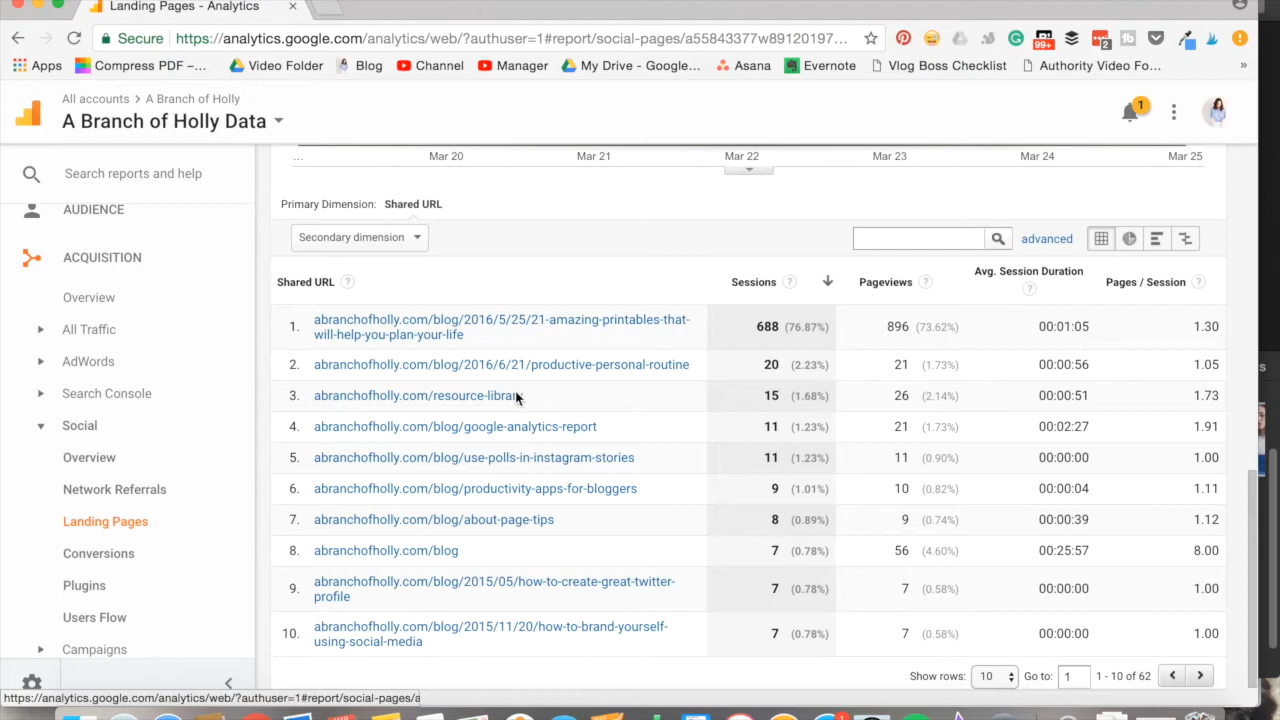 Landing Pages - Analytics
Secure https://analytics.google.com/analytics/web/?authuser=1#report/social-pages/a55843377w89120197...
99+
2
Apps Compress PDF –... Video Folder Blog Channel Manager My Drive - Google... Asana Evernote Vlog Boss Checklist Authority Video Fo... »
All accounts > A Branch of Holly
A Branch of Holly Data
1
Search reports and help
AUDIENCE
ACQUISITION
Overview
All Traffic
AdWords
Search Console
Social
Overview
Network Referrals
Landing Pages
Conversions
Plugins
Users Flow
Campaigns
... Mar 20 Mar 21 Mar 22 Mar 23 Mar 24 Mar 25
Primary Dimension: Shared URL
Secondary dimension
advanced
Shared URL ? Sessions ? Pageviews ? Avg. Session Duration ? Pages / Session ?
1. abranchofholly.com/blog/2016/5/25/21-amazing-printables-that-
will-help-you-plan-your-life 688 (76.87%) 896 (73.62%) 00:01:05 1.30
2. abranchofholly.com/blog/2016/6/21/productive-personal-routine 20 (2.23%) 21 (1.73%) 00:00:56 1.05
3. abranchofholly.com/resource-library 15 (1.68%) 26 (2.14%) 00:00:51 1.73
4. abranchofholly.com/blog/google-analytics-report 11 (1.23%) 21 (1.73%) 00:02:27 1.91
5. abranchofholly.com/blog/use-polls-in-instagram-stories 11 (1.23%) 11 (0.90%) 00:00:00 1.00
6. abranchofholly.com/blog/productivity-apps-for-bloggers 9 (1.01%) 10 (0.82%) 00:00:04 1.11
7. abranchofholly.com/blog/about-page-tips 8 (0.89%) 9 (0.74%) 00:00:39 1.12
8. abranchofholly.com/blog 7 (0.78%) 56 (4.60%) 00:25:57 8.00
9. abranchofholly.com/blog/2015/05/how-to-create-great-twitter-
profile 7 (0.78%) 7 (0.58%) 00:00:00 1.00
10. abranchofholly.com/blog/2015/11/20/how-to-brand-yourself-
using-social-media 7 (0.78%) 7 (0.58%) 00:00:00 1.00
Show rows: 10 Go to: 1 1 - 10 of 62
https://analytics.google.com/analytics/web/?authuser=1#report/social-pages/a